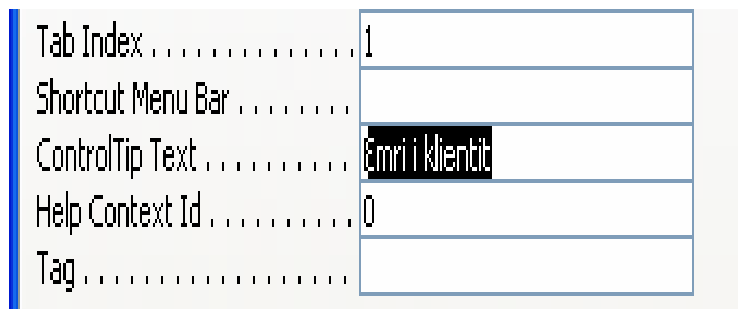 Tab Index . . . . . . . . . . . . . . 1
Shortcut Menu Bar . . . . . . . .
ControlTip Text . . . . . . . . . . Emri i klientit
Help Context Id . . . . . . . . . . 0
Tag . . . . . . . . . . . . . . . . . .